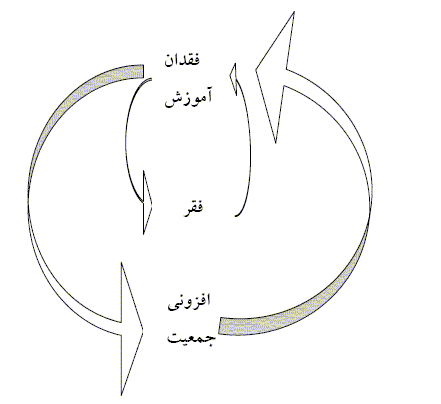 فقدان
آموزش
فقر
افزونی
جمعیت